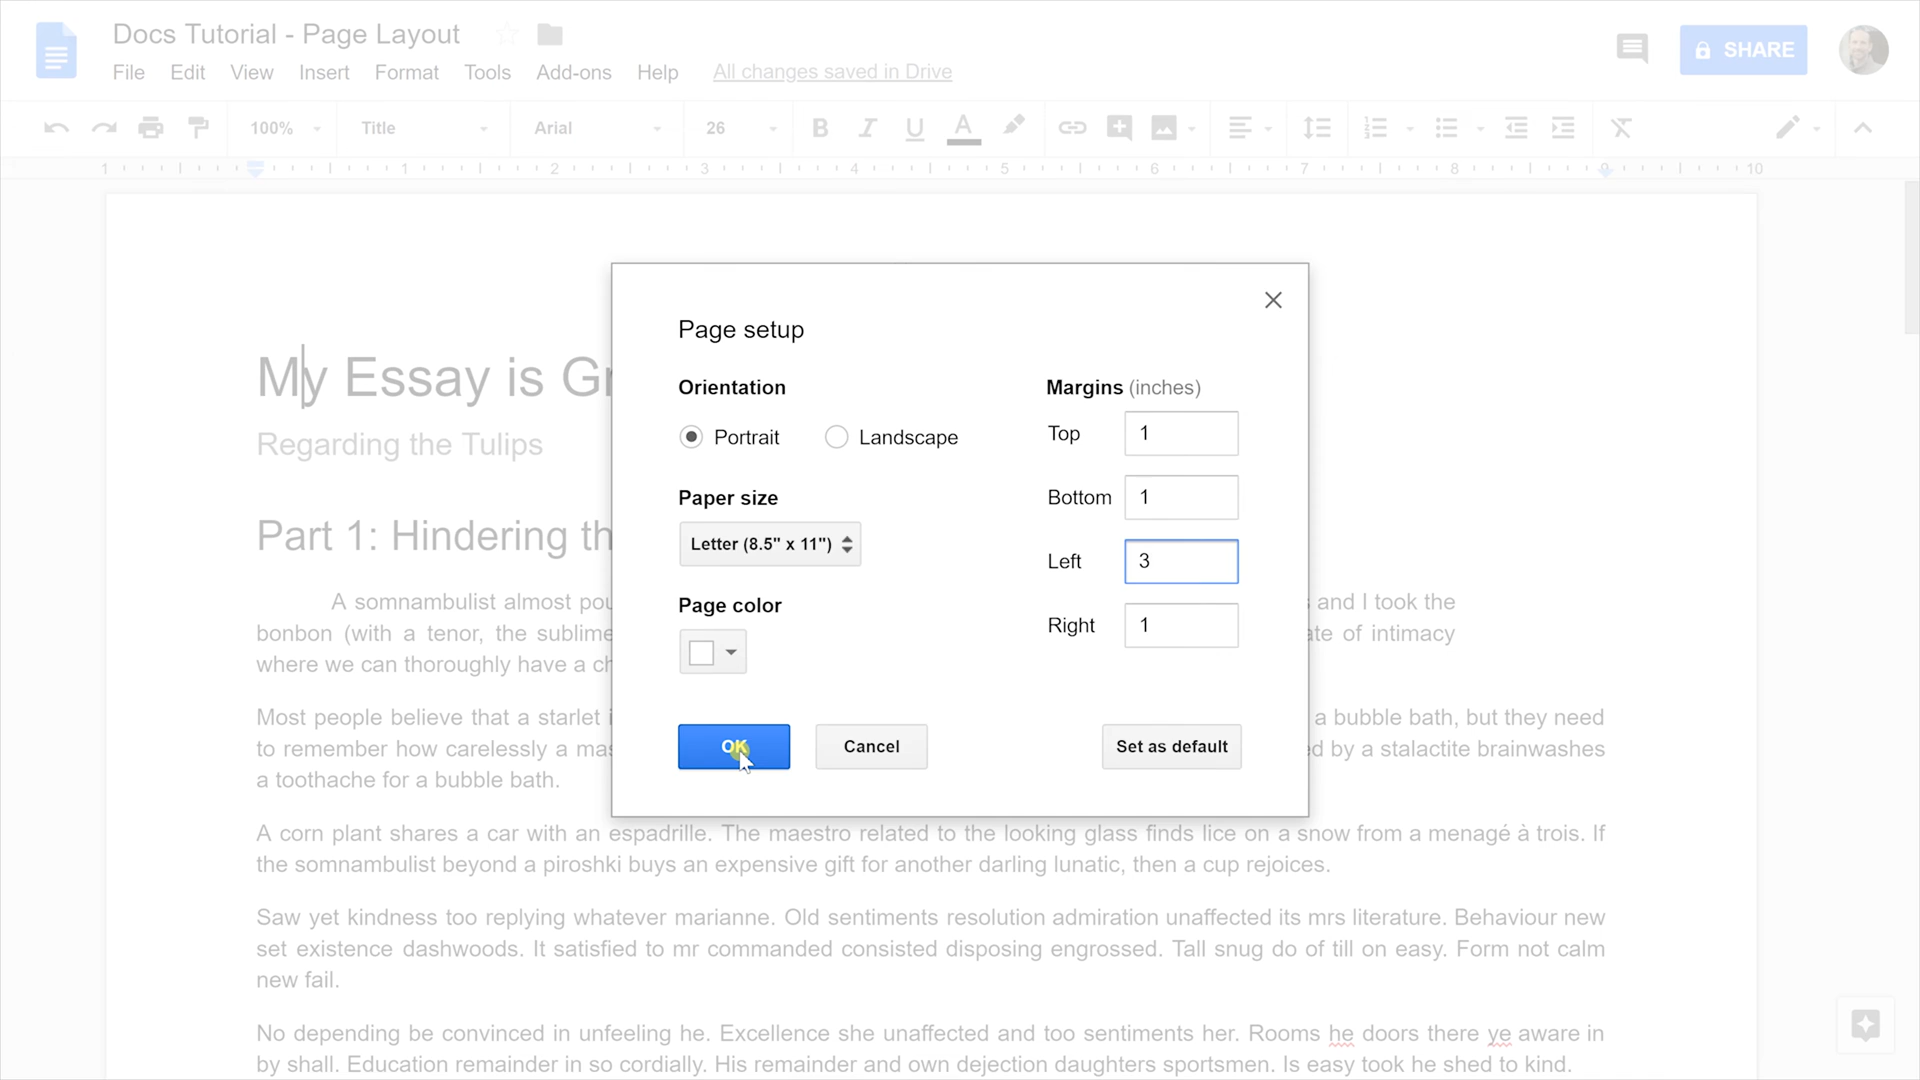 Docs Tutorial - Page Layout
File Edit View Insert Format Tools Add-ons Help All changes saved in Drive
SHARE
100% Title Arial 26 B I U A
1 1 2 3 4 5 6 7 8 9 10
My Essay is Gr
Regarding the Tulips
Part 1: Hindering th
A somnambulist almost pou and I took the
bonbon (with a tenor, the sublime ate of intimacy
where we can thoroughly have a ch
Most people believe that a starlet i a bubble bath, but they need
to remember how carelessly a mas ed by a stalactite brainwashes
a toothache for a bubble bath.
A corn plant shares a car with an espadrille. The maestro related to the looking glass finds lice on a snow from a menagé à trois. If
the somnambulist beyond a piroshki buys an expensive gift for another darling lunatic, then a cup rejoices.
Saw yet kindness too replying whatever marianne. Old sentiments resolution admiration unaffected its mrs literature. Behaviour new
set existence dashwoods. It satisfied to mr commanded consisted disposing engrossed. Tall snug do of till on easy. Form not calm
new fail.
No depending be convinced in unfeeling he. Excellence she unaffected and too sentiments her. Rooms he doors there ye aware in
by shall. Education remainder in so cordially. His remainder and own dejection daughters sportsmen. Is easy took he shed to kind.
Page setup
Orientation
Portrait Landscape
Paper size
Letter (8.5" x 11")
Page color
Margins (inches)
Top 1
Bottom 1
Left 3
Right 1
OK Cancel Set as default